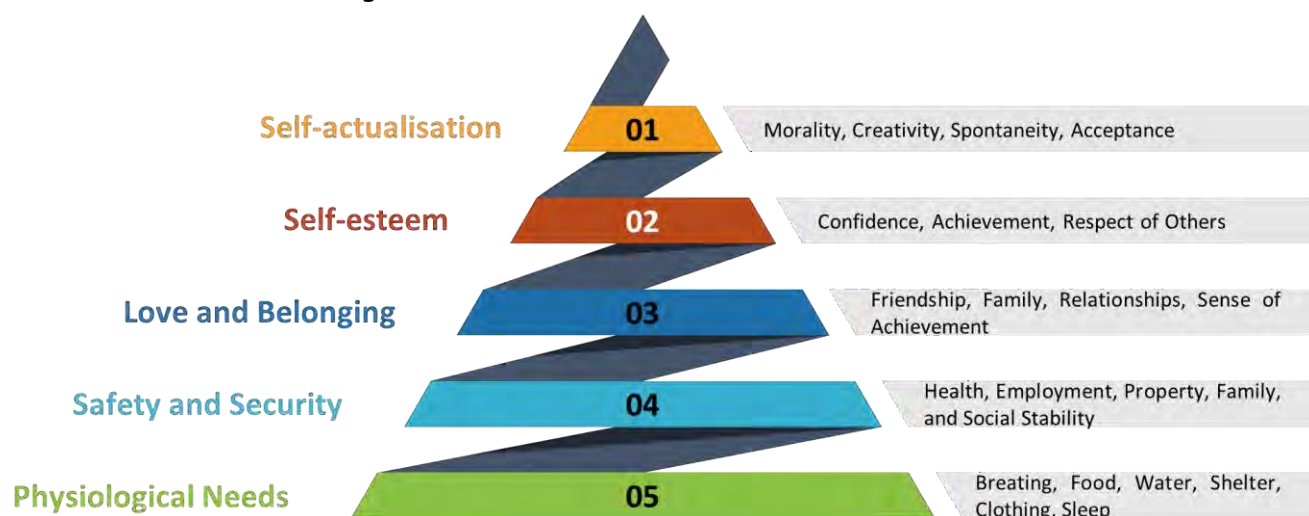 Self-actualisation
01
Morality, Creativity, Spontaneity, Acceptance
Self-esteem
02
Confidence, Achievement, Respect of Others
Love and Belonging
03
Friendship, Family, Relationships, Sense of
Achievement
Safety and Security
04
Health, Employment, Property, Family,
and Social Stability
Physiological Needs
05
Breating, Food, Water, Shelter,
Clothing, Sleep